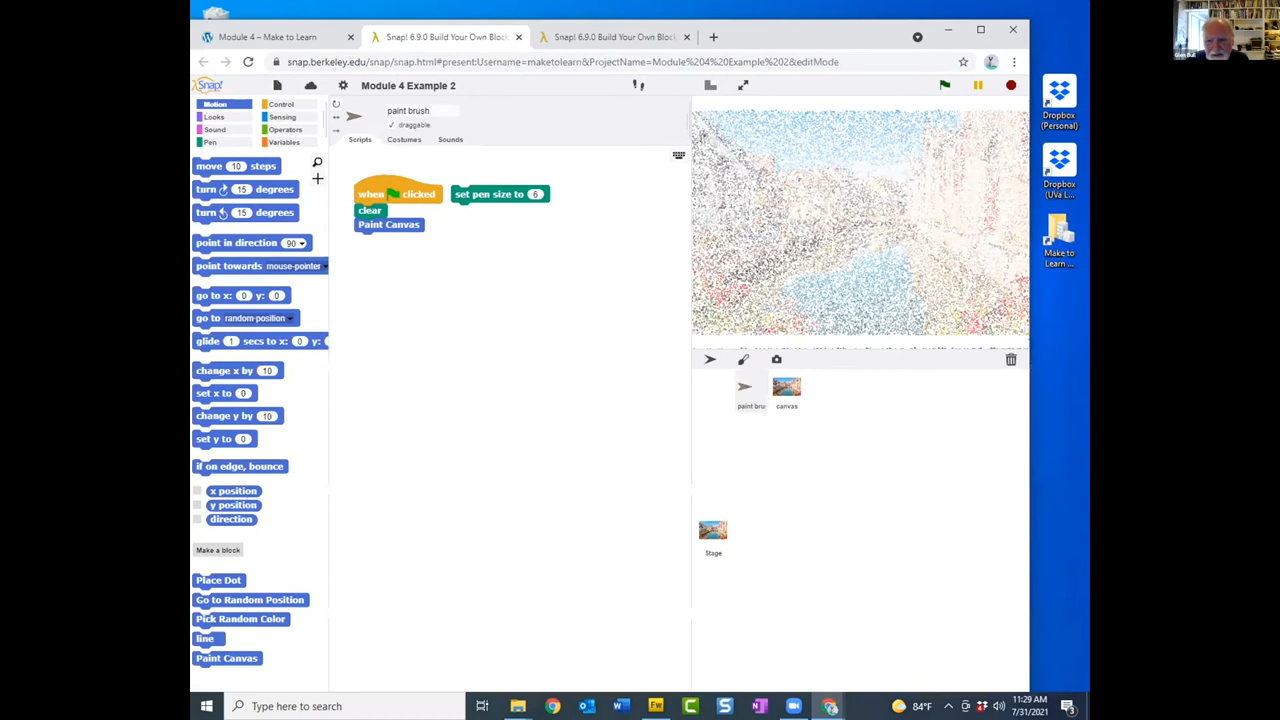 Module 4 – Make to Learn
Snap! 6.9.0 Build Your Own Block
Snap! 6.9.0 Build Your Own Block
snap.berkeley.edu/snap/snap.html#present:Username=maketolearn&ProjectName=Module%204%20Example%202&editMode
Glen Bull
Snap!
Module 4 Example 2
Motion
Control
Looks
Sensing
Sound
Operators
Pen
Variables
paint brush
draggable
Scripts
Costumes
Sounds
move 10 steps
turn 15 degrees
turn 15 degrees
point in direction 90
point towards mouse-pointer
go to x: 0 y: 0
go to random-position
glide 1 secs to x: 0 y:
change x by 10
set x to 0
change y by 10
set y to 0
if on edge, bounce
x position
y position
direction
Make a block
Place Dot
Go to Random Position
Pick Random Color
line
Paint Canvas
when clicked
clear
Paint Canvas
set pen size to 6
paint bru
canvas
Stage
Dropbox
(Personal)
Dropbox
(UVa L...
Make to
Learn ...
Type here to search
84°F
11:29 AM
7/31/2021
3